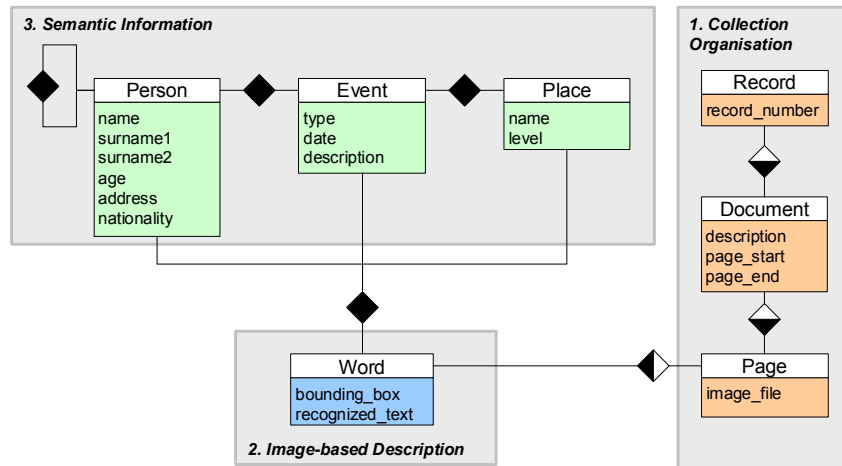 3. Semantic Information
Person
name
surname1
surname2
age
address
nationality
Event
type
date
description
Place
name
level
1. Collection
Organisation
Record
record_number
Document
description
page_start
page_end
Page
image_file
Word
bounding_box
recognized_text
2. Image-based Description